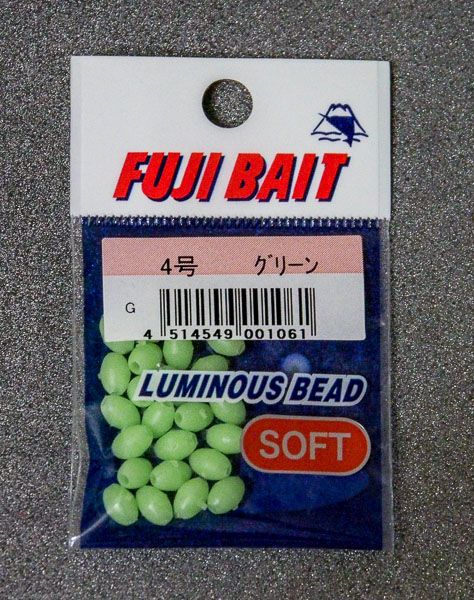 FUJI BAIT
4号 グリーン
G
4 514549 001061
LUMINOUS BEAD
SOFT